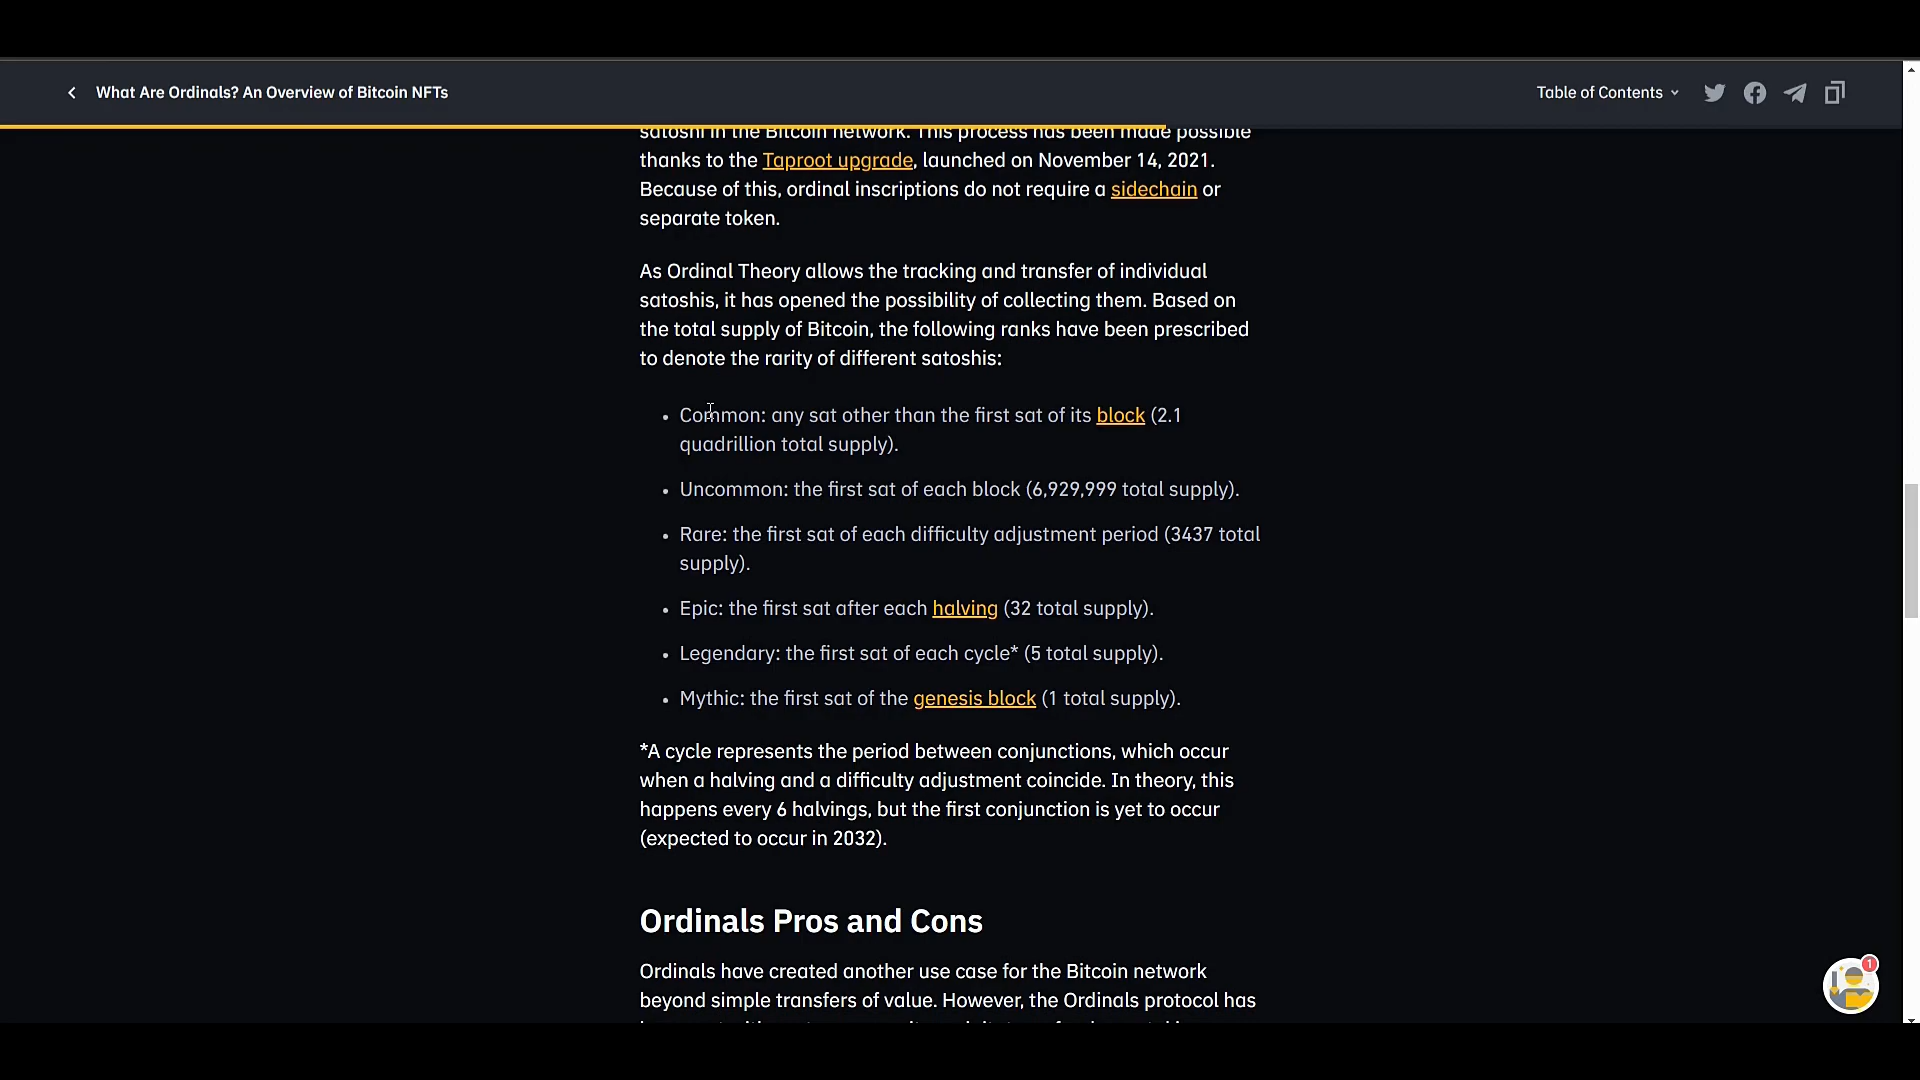 What Are Ordinals? An Overview of Bitcoin NFTs
Table of Contents
satoshi in the Bitcoin network. This process has been made possible
thanks to the Taproot upgrade, launched on November 14, 2021.
Because of this, ordinal inscriptions do not require a sidechain or
separate token.
As Ordinal Theory allows the tracking and transfer of individual
satoshis, it has opened the possibility of collecting them. Based on
the total supply of Bitcoin, the following ranks have been prescribed
to denote the rarity of different satoshis:
• Common: any sat other than the first sat of its block (2.1
quadrillion total supply).
• Uncommon: the first sat of each block (6,929,999 total supply).
• Rare: the first sat of each difficulty adjustment period (3437 total
supply).
• Epic: the first sat after each halving (32 total supply).
• Legendary: the first sat of each cycle* (5 total supply).
• Mythic: the first sat of the genesis block (1 total supply).
*A cycle represents the period between conjunctions, which occur
when a halving and a difficulty adjustment coincide. In theory, this
happens every 6 halvings, but the first conjunction is yet to occur
(expected to occur in 2032).
Ordinals Pros and Cons
Ordinals have created another use case for the Bitcoin network
beyond simple transfers of value. However, the Ordinals protocol has
1